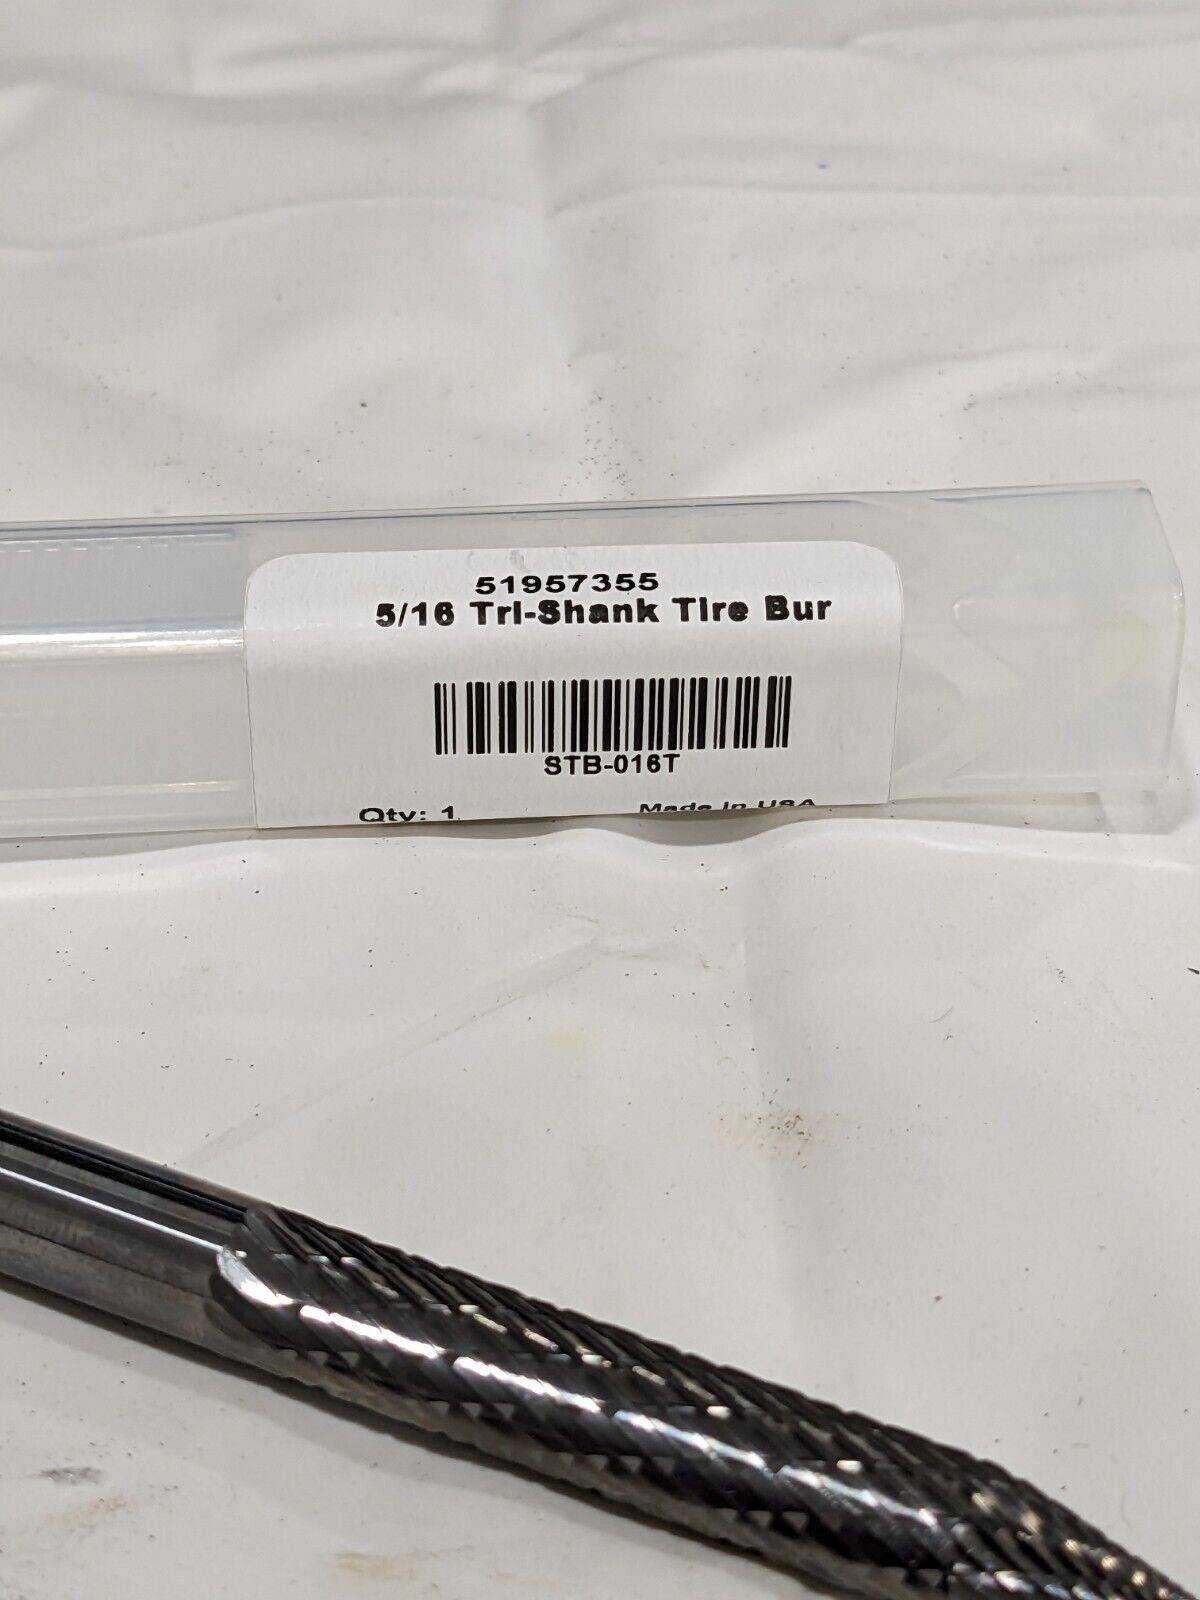 51957355
5/16 Tri-Shank Tire Bur
STB-016T
Qty: 1 Made in USA